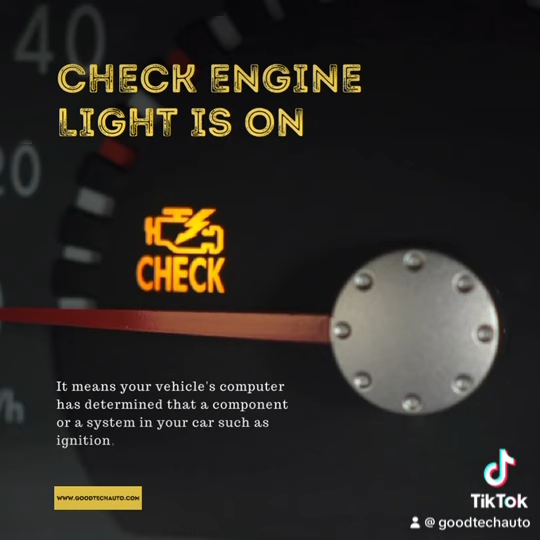 40
20
CHECK ENGINE
LIGHT IS ON
CHECK
It means your vehicle's computer
has determined that a component
or a system in your car such as
ignition.
WWW.GOODTECHAUTO.COM
TikTok
@goodtechauto